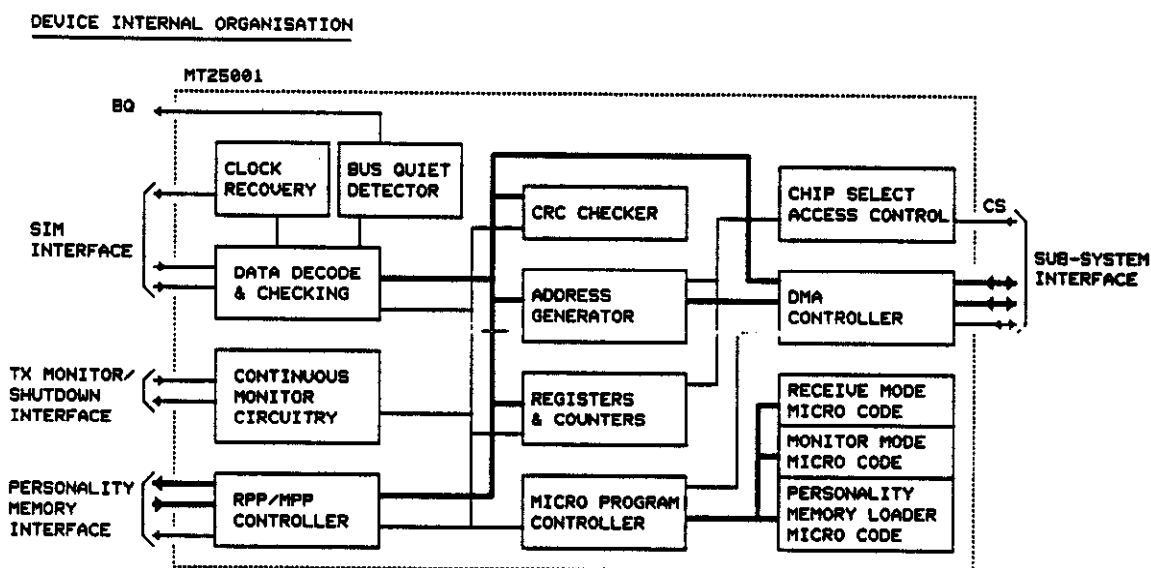 DEVICE INTERNAL ORGANISATION
MT25001
BQ
CLOCK
RECOVERY
BUS QUIET
DETECTOR
CRC CHECKER
CHIP SELECT
ACCESS CONTROL
CS
SIM
INTERFACE
DATA DECODE
& CHECKING
ADDRESS
GENERATOR
DMA
CONTROLLER
SUB-SYSTEM
INTERFACE
TX MONITOR/
SHUTDOWN
INTERFACE
CONTINUOUS
MONITOR
CIRCUITRY
REGISTERS
& COUNTERS
RECEIVE MODE
MICRO CODE
MONITOR MODE
MICRO CODE
PERSONALITY
MEMORY
INTERFACE
RPP/MPP
CONTROLLER
MICRO PROGRAM
CONTROLLER
PERSONALITY
MEMORY LOADER
MICRO CODE